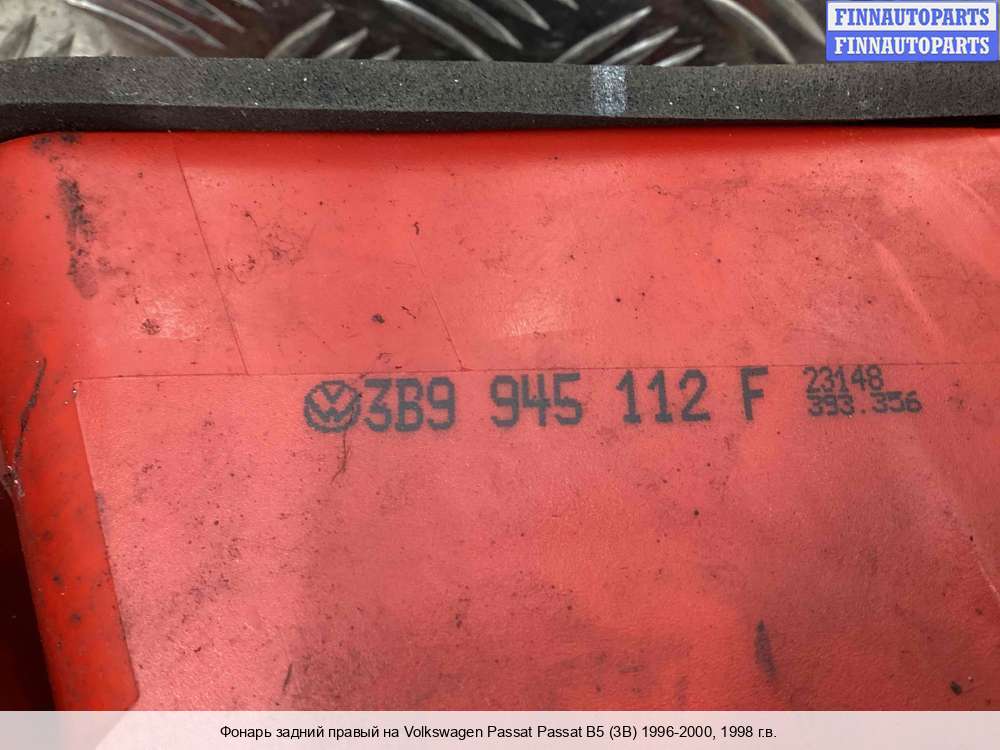 FINNAUTOPARTS
FINNAUTOPARTS
3B9 945 112 F
23148
393.356
Фонарь задний правый на Volkswagen Passat Passat B5 (3B) 1996-2000, 1998 г.в.